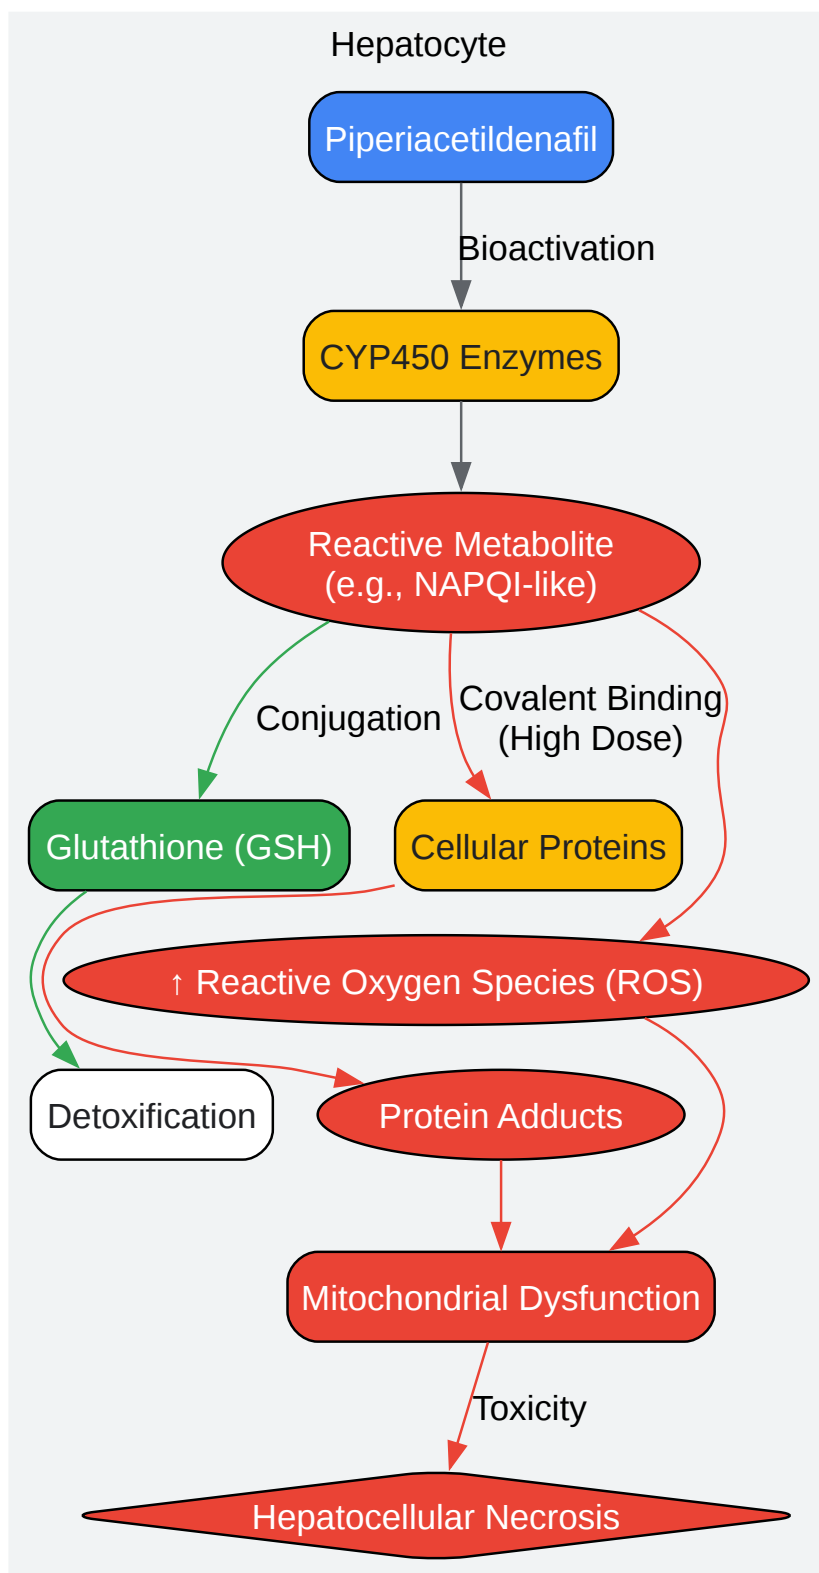 Hepatocyte
Piperiacetildenafil
Bioactivation
CYP450 Enzymes
Reactive Metabolite
(e.g., NAPQI-like)
Conjugation
Covalent Binding
(High Dose)
Glutathione (GSH)
Cellular Proteins
↑ Reactive Oxygen Species (ROS)
Detoxification
Protein Adducts
Mitochondrial Dysfunction
Toxicity
Hepatocellular Necrosis